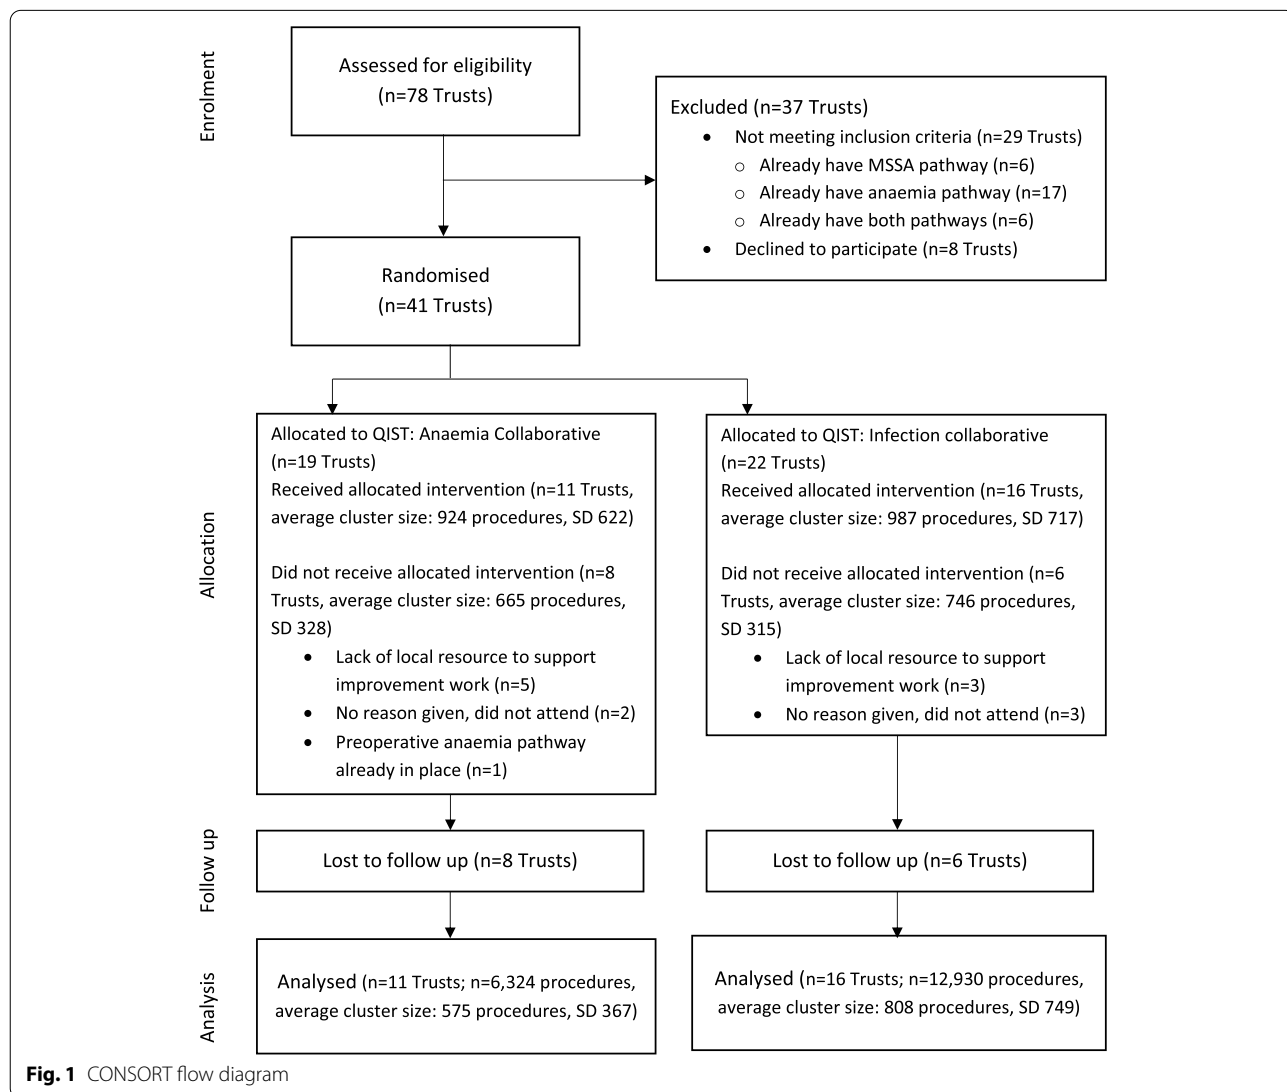 Enrolment
Assessed for eligibility
(n=78 Trusts)
Excluded (n=37 Trusts)
• Not meeting inclusion criteria (n=29 Trusts)
o Already have MSSA pathway (n=6)
o Already have anaemia pathway (n=17)
o Already have both pathways (n=6)
• Declined to participate (n=8 Trusts)
Randomised
(n=41 Trusts)
Allocation
Allocated to QIST: Anaemia Collaborative
(n=19 Trusts)
Received allocated intervention (n=11 Trusts,
average cluster size: 924 procedures, SD 622)
Did not receive allocated intervention (n=8
Trusts, average cluster size: 665 procedures,
SD 328)
• Lack of local resource to support
improvement work (n=5)
• No reason given, did not attend (n=2)
• Preoperative anaemia pathway
already in place (n=1)
Allocated to QIST: Infection collaborative
(n=22 Trusts)
Received allocated intervention (n=16 Trusts,
average cluster size: 987 procedures, SD 717)
Did not receive allocated intervention (n=6
Trusts, average cluster size: 746 procedures,
SD 315)
• Lack of local resource to support
improvement work (n=3)
• No reason given, did not attend (n=3)
Follow up
Lost to follow up (n=8 Trusts)
Lost to follow up (n=6 Trusts)
Analysis
Analysed (n=11 Trusts; n=6,324 procedures,
average cluster size: 575 procedures, SD 367)
Analysed (n=16 Trusts; n=12,930 procedures,
average cluster size: 808 procedures, SD 749)
Fig. 1 CONSORT flow diagram